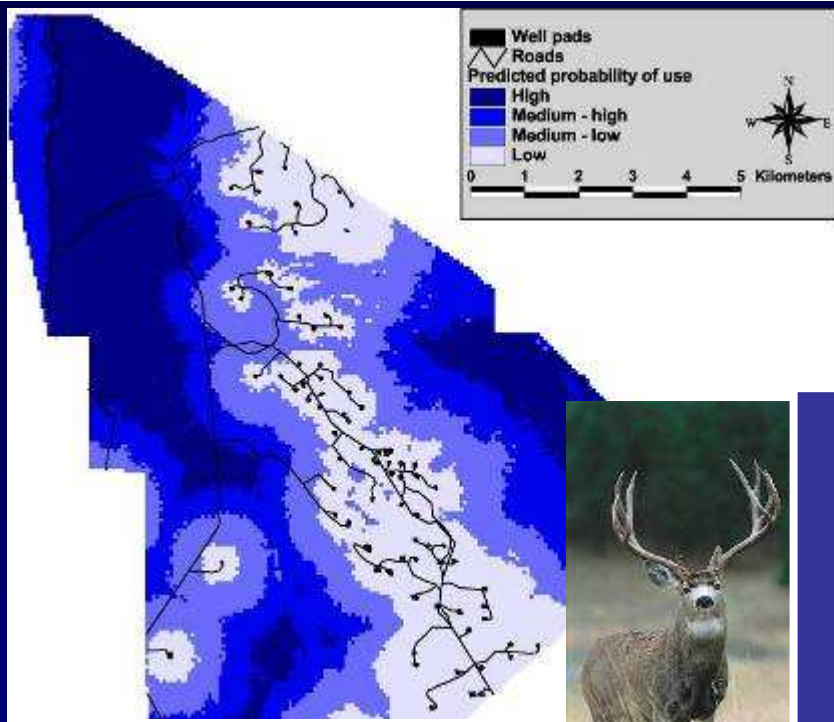 Well pads
Roads
Predicted probability of use
High
Medium - high
Medium - low
Low
N
W E
S
0 1 2 3 4 5 Kilometers